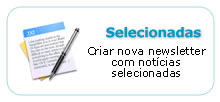 Selecionadas
Criar nova newsletter
com notícias
selecionadas